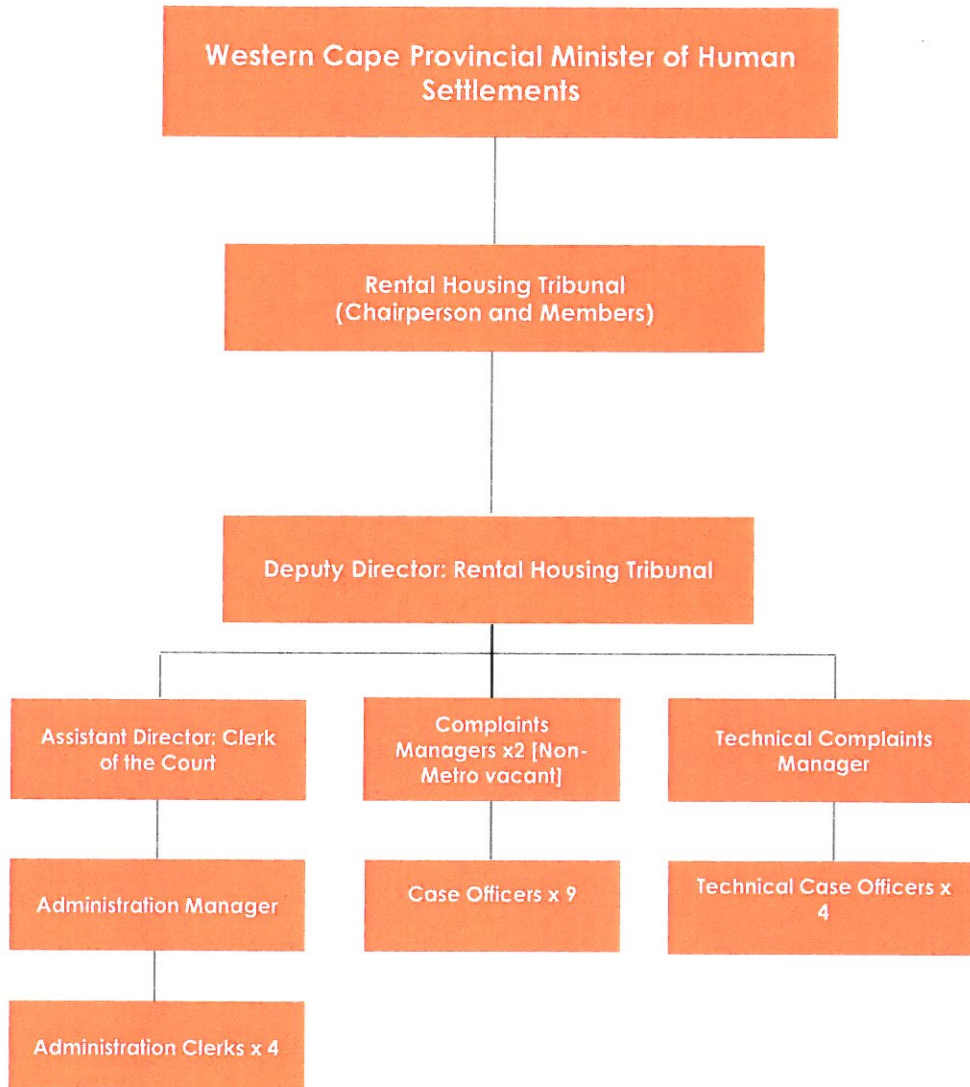 Western Cape Provincial Minister of Human
Settlements
Rental Housing Tribunal
(Chairperson and Members)
Deputy Director: Rental Housing Tribunal
Assistant Director: Clerk
of the Court
Complaints
Managers x2 [Non-
Metro vacant]
Technical Complaints
Manager
Administration Manager
Case Officers x 9
Technical Case Officers x
4
Administration Clerks x 4